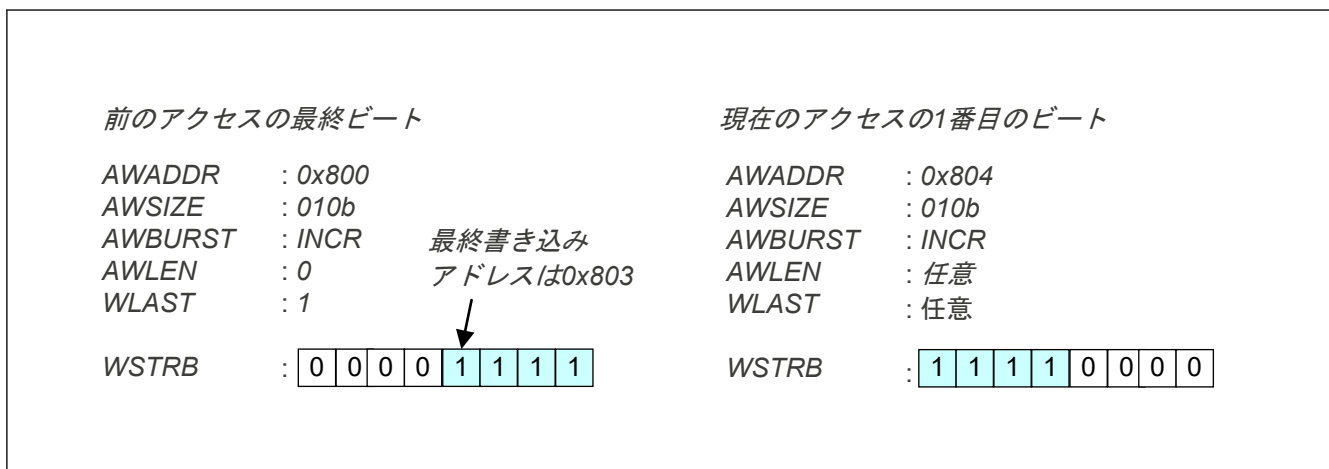 前のアクセスの最終ビート
AWADDR : 0x800
AWSIZE : 010b
AWBURST : INCR
AWLEN : 0
WLAST : 1
最終書き込み
アドレスは0x803
WSTRB : 0 0 0 0 1 1 1 1
現在のアクセスの1番目のビート
AWADDR : 0x804
AWSIZE : 010b
AWBURST : INCR
AWLEN : 任意
WLAST : 任意
WSTRB : 1 1 1 1 0 0 0 0